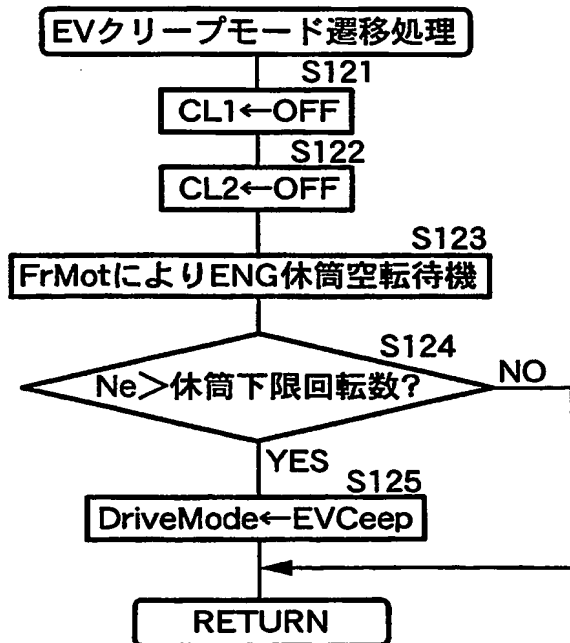 EVクリープモード遷移処理
S121
CL1←OFF
S122
CL2←OFF
S123
FrMotによりENG休筒空転待機
S124
Ne＞休筒下限回転数?
NO
YES
S125
DriveMode←EVCeep
RETURN